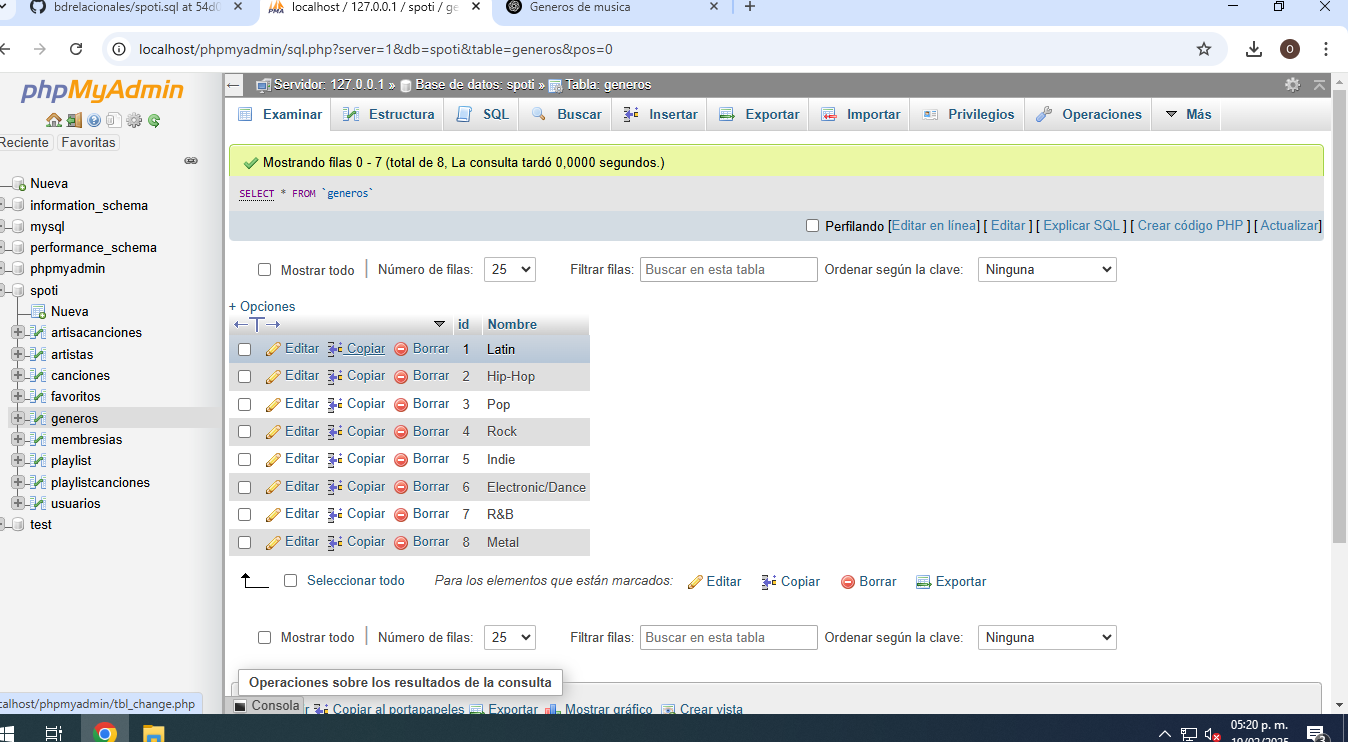 bdrelacionales/spoti.sql at 54d0
localhost / 127.0.0.1 / spoti / ge
Generos de musica
localhost/phpmyadmin/sql.php?server=1&db=spoti&table=generos&pos=0
O
phpMyAdmin
Reciente Favoritas
Nueva
information_schema
mysql
performance_schema
phpmyadmin
spoti
Nueva
artisacanciones
artistas
canciones
favoritos
generos
membresias
playlist
playlistcanciones
usuarios
test
Servidor: 127.0.0.1 » Base de datos: spoti » Tabla: generos
Examinar Estructura SQL Buscar Insertar Exportar Importar Privilegios Operaciones Más
Mostrando filas 0 - 7 (total de 8, La consulta tardó 0,0000 segundos.)
SELECT * FROM `generos`
Perfilando [Editar en línea] [ Editar ] [ Explicar SQL ] [ Crear código PHP ] [ Actualizar]
Mostrar todo Número de filas: 25 Filtrar filas: Buscar en esta tabla Ordenar según la clave: Ninguna
+ Opciones
←T→ id Nombre
Editar Copiar Borrar 1 Latin
Editar Copiar Borrar 2 Hip-Hop
Editar Copiar Borrar 3 Pop
Editar Copiar Borrar 4 Rock
Editar Copiar Borrar 5 Indie
Editar Copiar Borrar 6 Electronic/Dance
Editar Copiar Borrar 7 R&B
Editar Copiar Borrar 8 Metal
Seleccionar todo Para los elementos que están marcados: Editar Copiar Borrar Exportar
Mostrar todo Número de filas: 25 Filtrar filas: Buscar en esta tabla Ordenar según la clave: Ninguna
Operaciones sobre los resultados de la consulta
Consola
Copiar al portapapeles Exportar Mostrar gráfico Crear vista
calhost/phpmyadmin/tbl_change.php
05:20 p. m.
10/02/2025
3